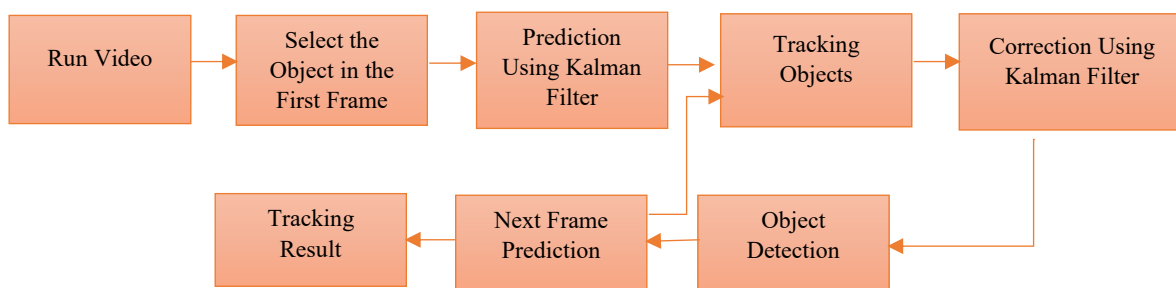 Run Video
Select the
Object in the
First Frame
Prediction
Using Kalman
Filter
Tracking
Objects
Correction Using
Kalman Filter
Tracking
Result
Next Frame
Prediction
Object
Detection